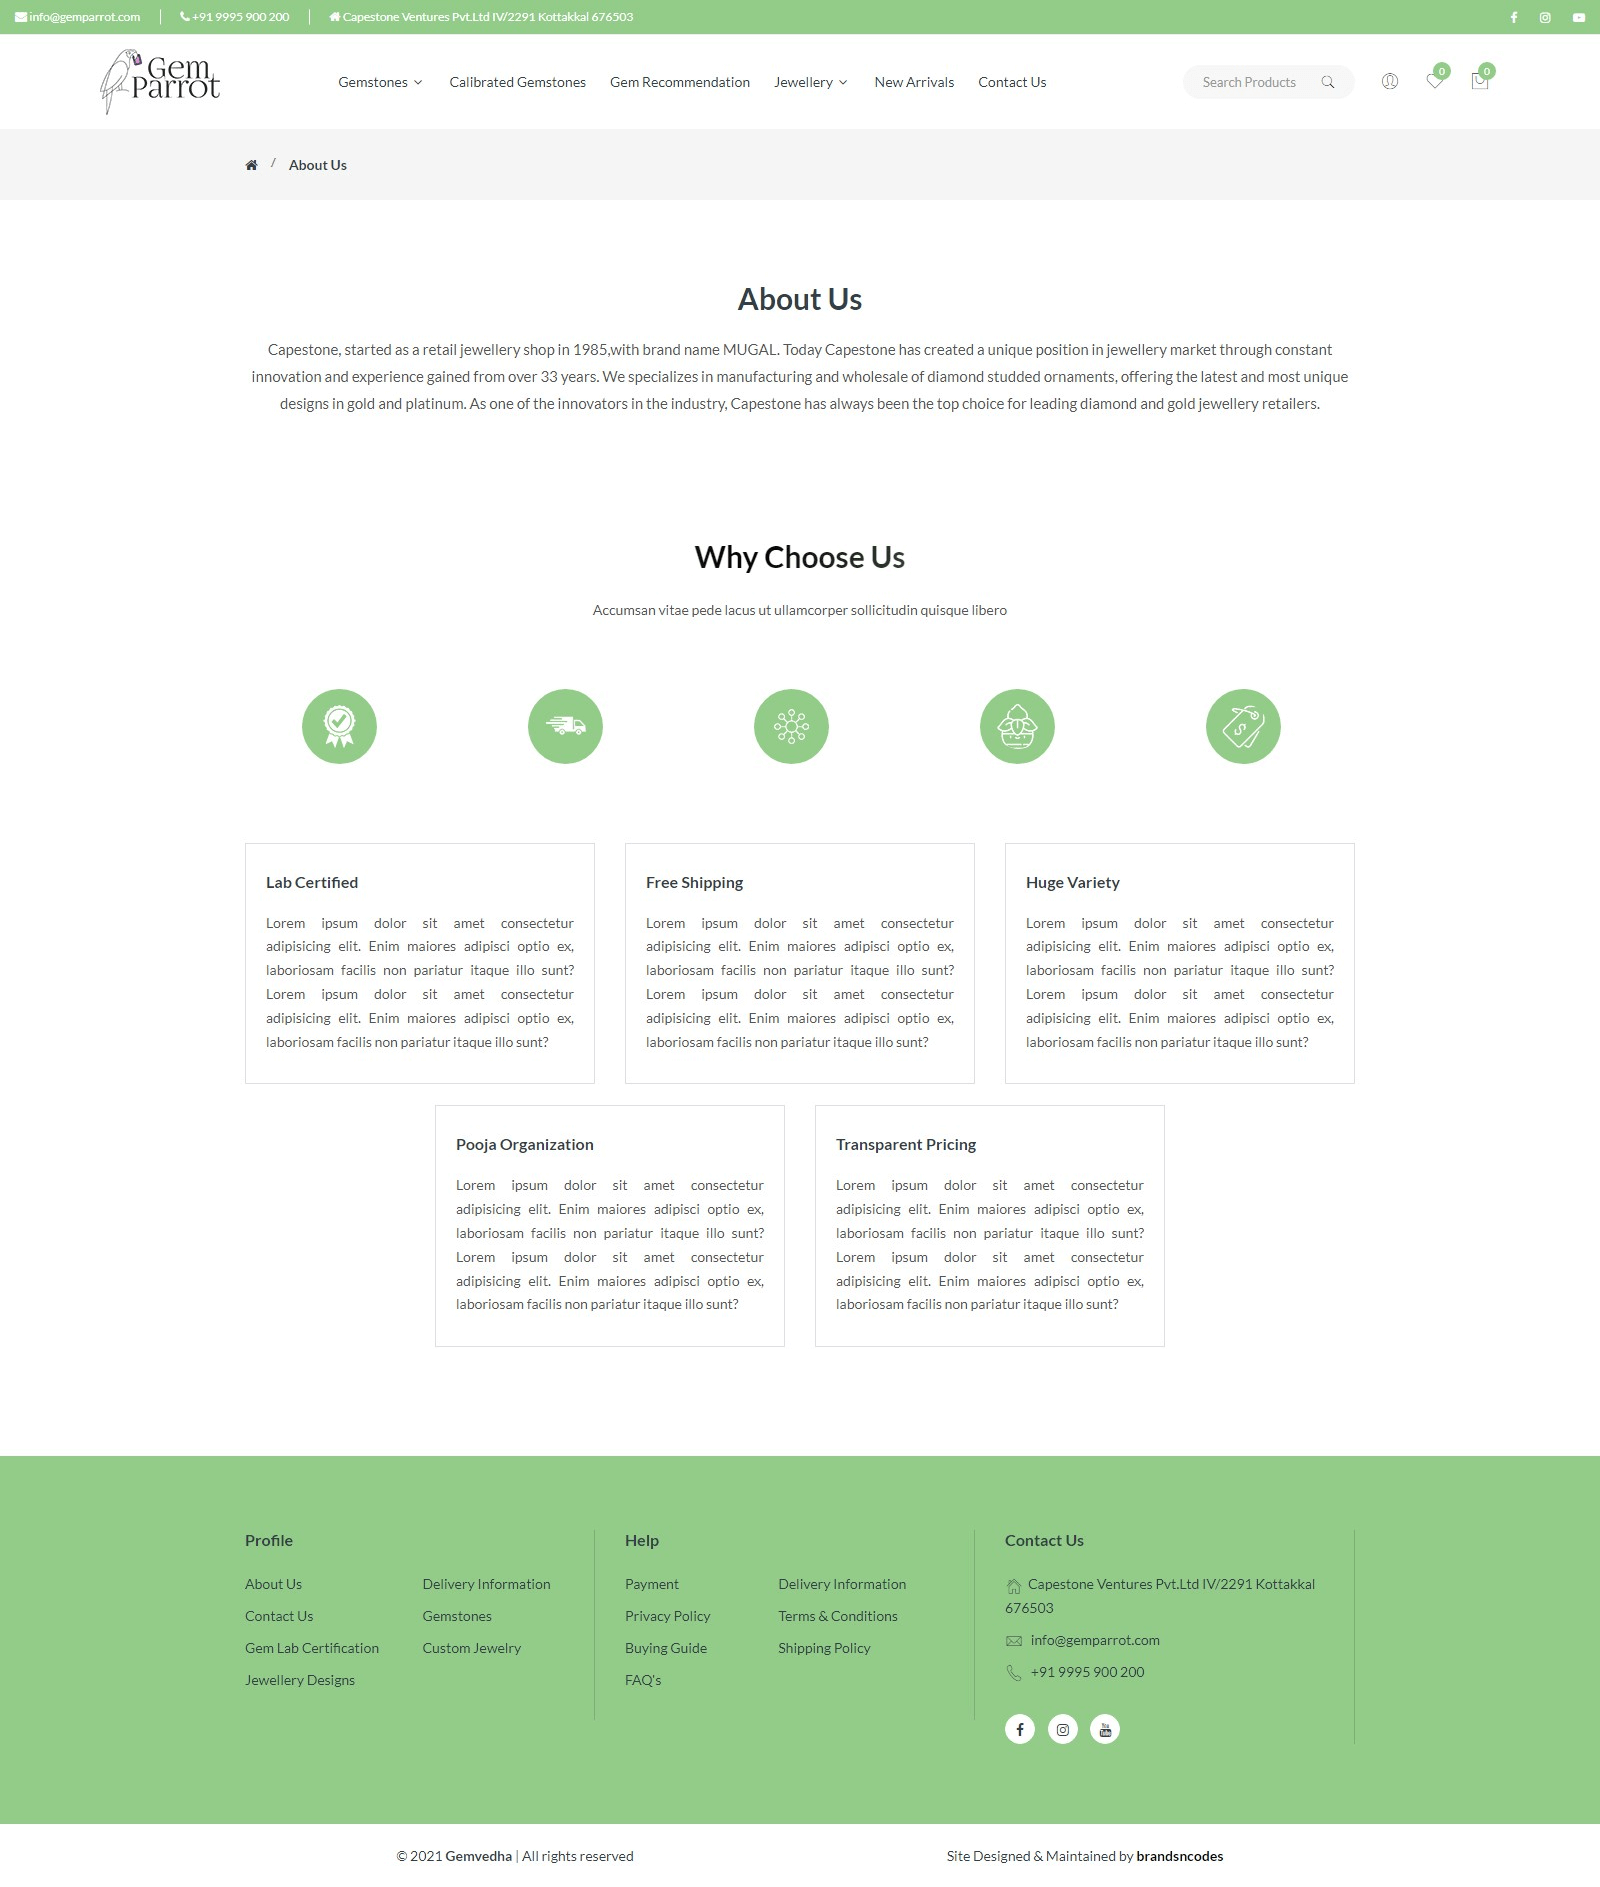 info@gemparrot.com
+91 9995 900 200
Capestone Ventures Pvt.Ltd IV/2291 Kottakkal 676503
Gem
Parrot
Gemstones
Calibrated Gemstones
Gem Recommendation
Jewellery
New Arrivals
Contact Us
Search Products
0
0
/ About Us
About Us
Capestone, started as a retail jewellery shop in 1985,with brand name MUGAL. Today Capestone has created a unique position in jewellery market through constant
innovation and experience gained from over 33 years. We specializes in manufacturing and wholesale of diamond studded ornaments, offering the latest and most unique
designs in gold and platinum. As one of the innovators in the industry, Capestone has always been the top choice for leading diamond and gold jewellery retailers.
Why Choose Us
Accumsan vitae pede lacus ut ullamcorper sollicitudin quisque libero
Lab Certified
Lorem ipsum dolor sit amet consectetur
adipisicing elit. Enim maiores adipisci optio ex,
laboriosam facilis non pariatur itaque illo sunt?
Lorem ipsum dolor sit amet consectetur
adipisicing elit. Enim maiores adipisci optio ex,
laboriosam facilis non pariatur itaque illo sunt?
Free Shipping
Lorem ipsum dolor sit amet consectetur
adipisicing elit. Enim maiores adipisci optio ex,
laboriosam facilis non pariatur itaque illo sunt?
Lorem ipsum dolor sit amet consectetur
adipisicing elit. Enim maiores adipisci optio ex,
laboriosam facilis non pariatur itaque illo sunt?
Huge Variety
Lorem ipsum dolor sit amet consectetur
adipisicing elit. Enim maiores adipisci optio ex,
laboriosam facilis non pariatur itaque illo sunt?
Lorem ipsum dolor sit amet consectetur
adipisicing elit. Enim maiores adipisci optio ex,
laboriosam facilis non pariatur itaque illo sunt?
Pooja Organization
Lorem ipsum dolor sit amet consectetur
adipisicing elit. Enim maiores adipisci optio ex,
laboriosam facilis non pariatur itaque illo sunt?
Lorem ipsum dolor sit amet consectetur
adipisicing elit. Enim maiores adipisci optio ex,
laboriosam facilis non pariatur itaque illo sunt?
Transparent Pricing
Lorem ipsum dolor sit amet consectetur
adipisicing elit. Enim maiores adipisci optio ex,
laboriosam facilis non pariatur itaque illo sunt?
Lorem ipsum dolor sit amet consectetur
adipisicing elit. Enim maiores adipisci optio ex,
laboriosam facilis non pariatur itaque illo sunt?
Profile
About Us
Contact Us
Gem Lab Certification
Jewellery Designs
Delivery Information
Gemstones
Custom Jewelry
Help
Payment
Privacy Policy
Buying Guide
FAQ's
Delivery Information
Terms & Conditions
Shipping Policy
Contact Us
Capestone Ventures Pvt.Ltd IV/2291 Kottakkal
676503
info@gemparrot.com
+91 9995 900 200
© 2021 Gemvedha | All rights reserved
Site Designed & Maintained by brandsncodes